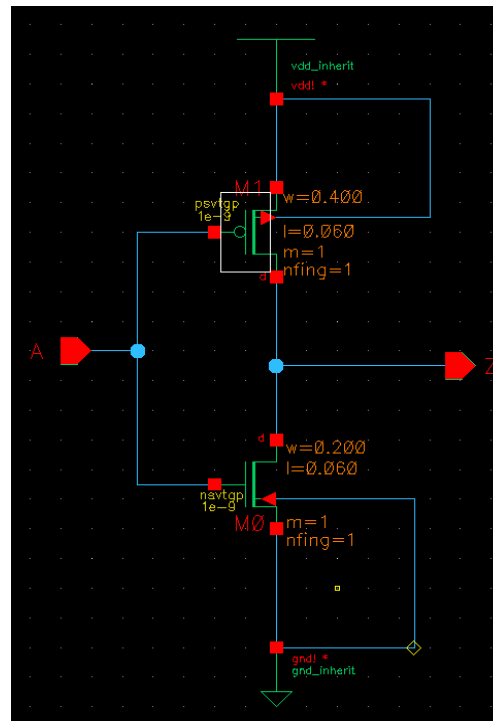 vdd_inherit
vdd! *
M1
w=0.400
psvtgp
1e-9
l=0.060
m=1
d
nfing=1
A
Z
d
w=0.200
l=0.060
nsvtgp
1e-9
M0
m=1
nfing=1
gnd! *
gnd_inherit